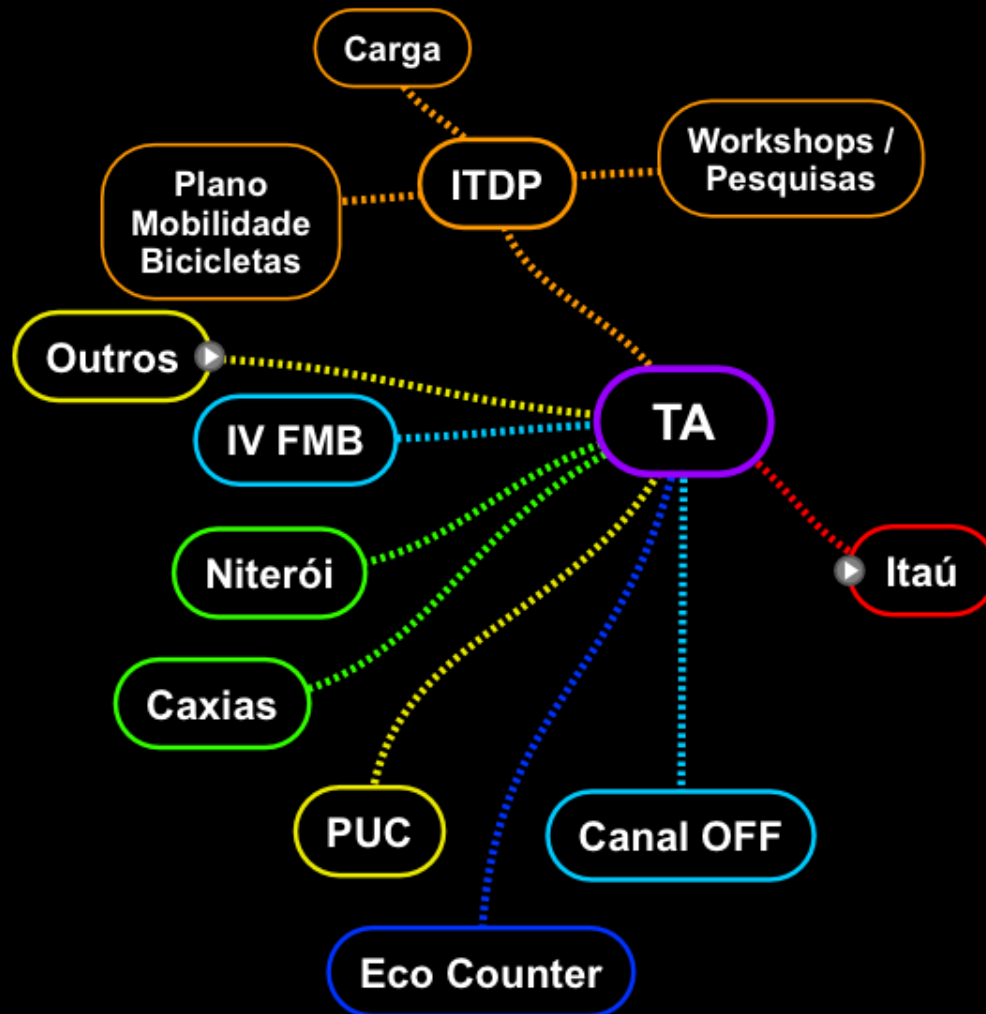 Carga
ITDP
Workshops /
Pesquisas
Plano
Mobilidade
Bicicletas
Outros
TA
IV FMB
Niterói
Itaú
Caxias
PUC
Canal OFF
Eco Counter